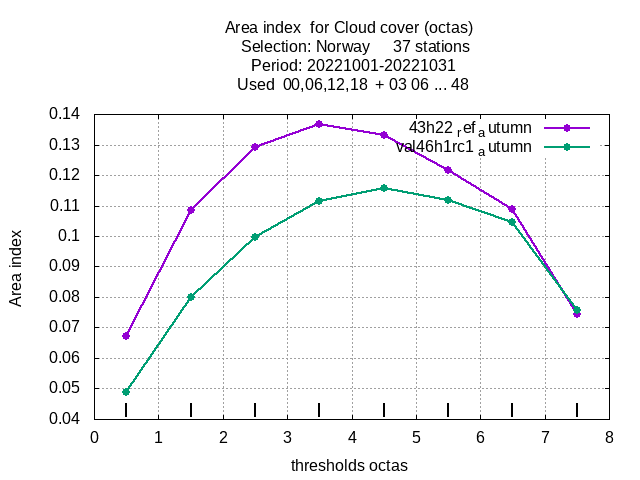 Area index  for Cloud cover (octas)
Selection: Norway     37 stations
Period: 20221001-20221031
Used  00,06,12,18  + 03 06 ... 48
43h22 ref autumn
val46h1rc1 autumn
0.14
0.13
0.12
0.11
0.1
0.09
0.08
0.07
0.06
0.05
0.04
Area index
0 1 2 3 4 5 6 7 8
thresholds octas